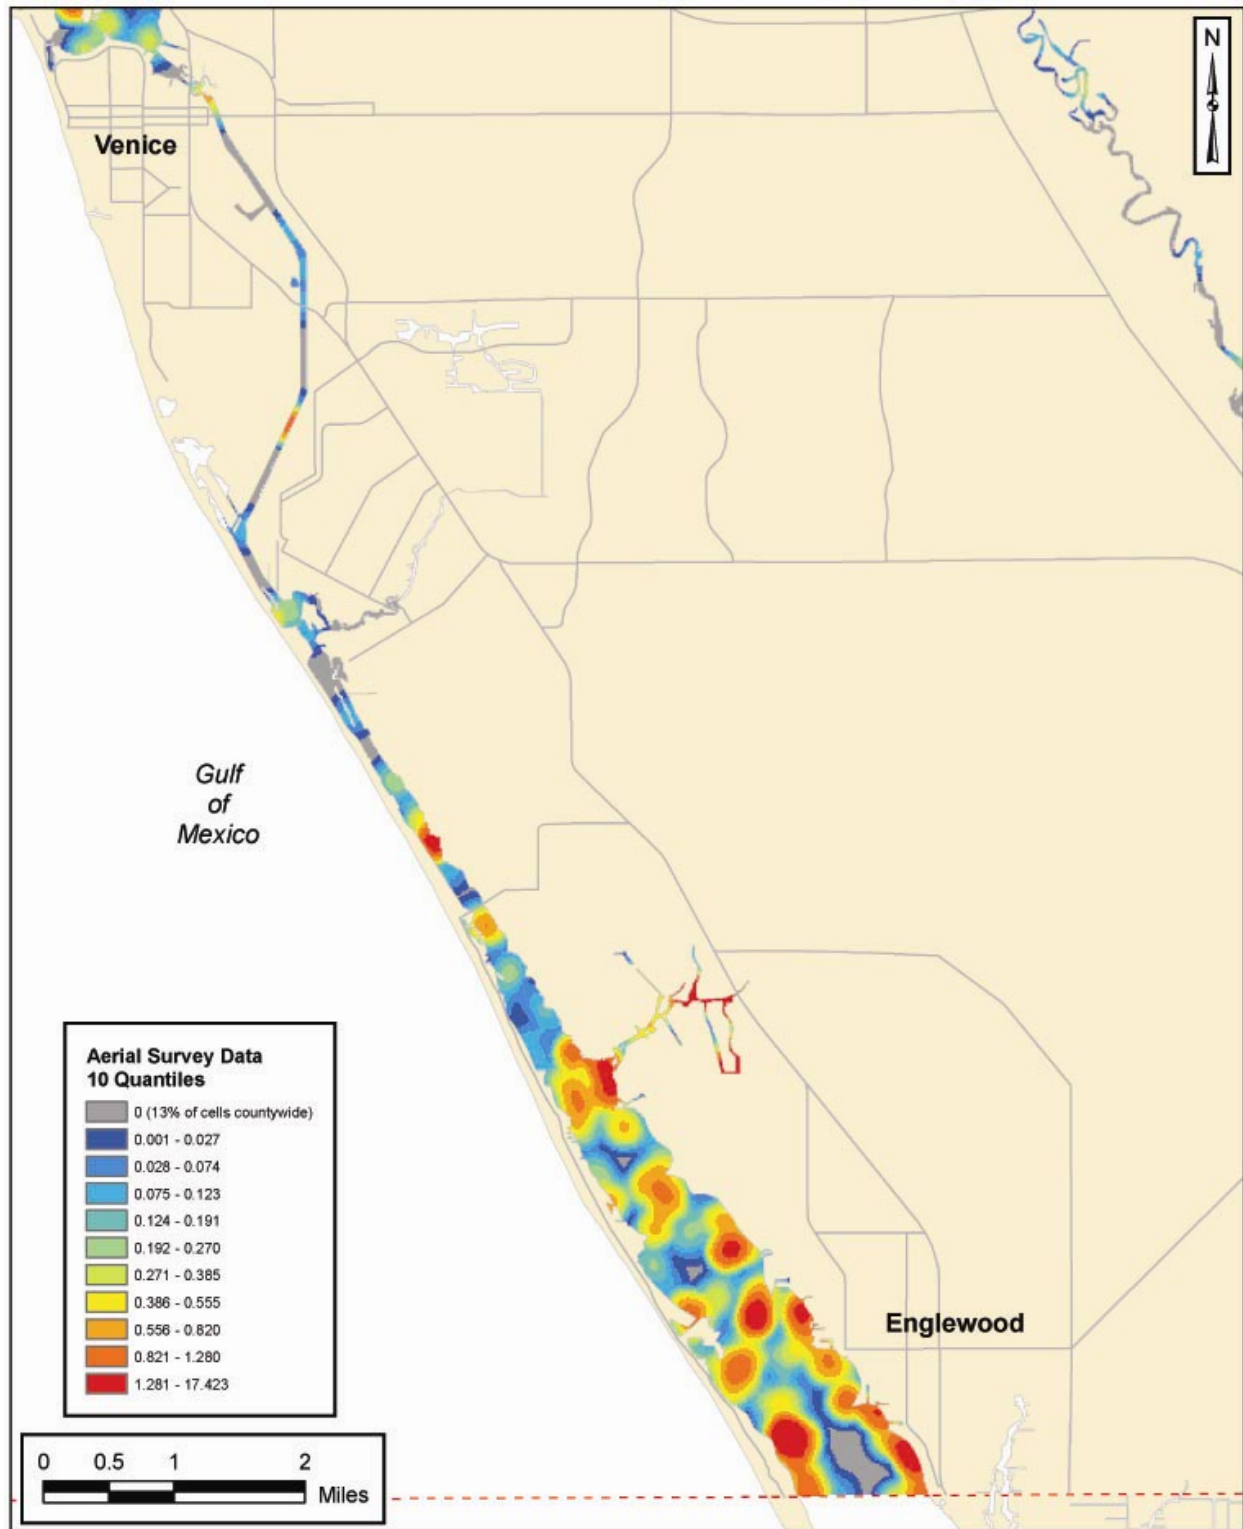 N
Venice
Gulf
of
Mexico
Aerial Survey Data
10 Quantiles
0 (13% of cells countywide)
0.001 - 0.027
0.028 - 0.074
0.075 - 0.123
0.124 - 0.191
0.192 - 0.270
0.271 - 0.385
0.386 - 0.555
0.556 - 0.820
0.821 - 1.280
1.281 - 17.423
Englewood
0 0.5 1 2
Miles